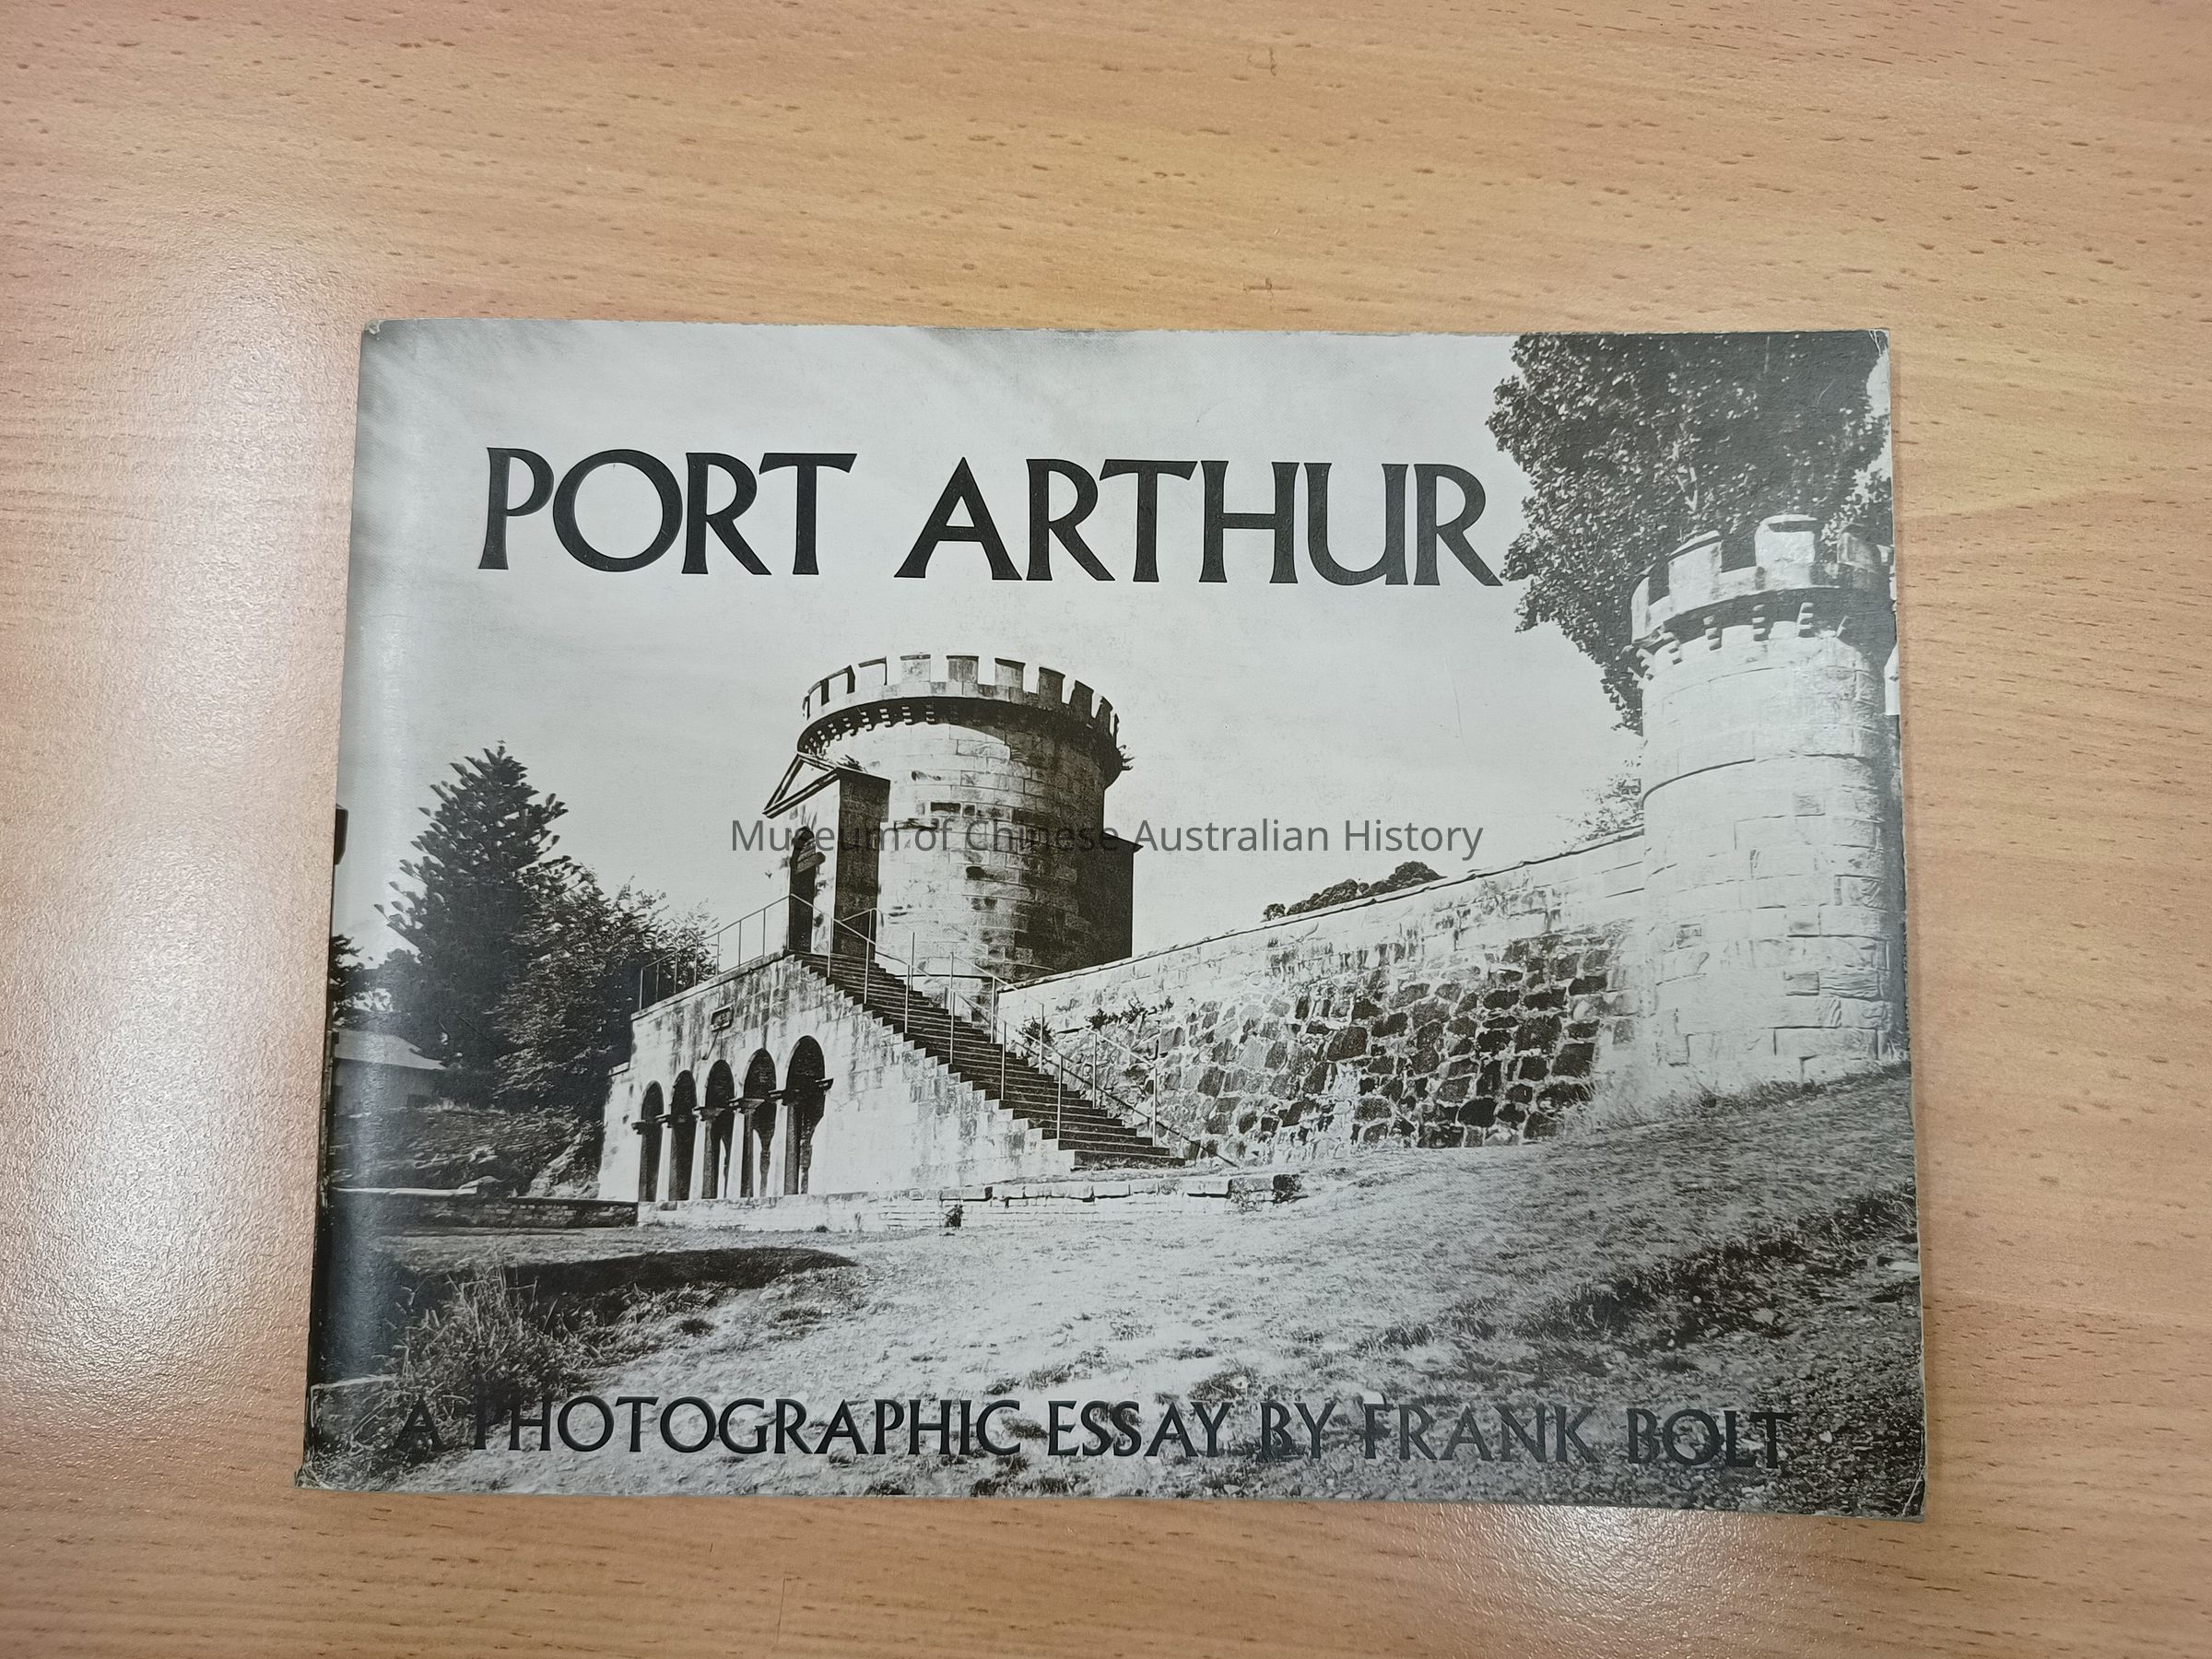 PORT ARTHUR
Museum of Chinese Australian History
A PHOTOGRAPHIC ESSAY BY FRANK BOLT